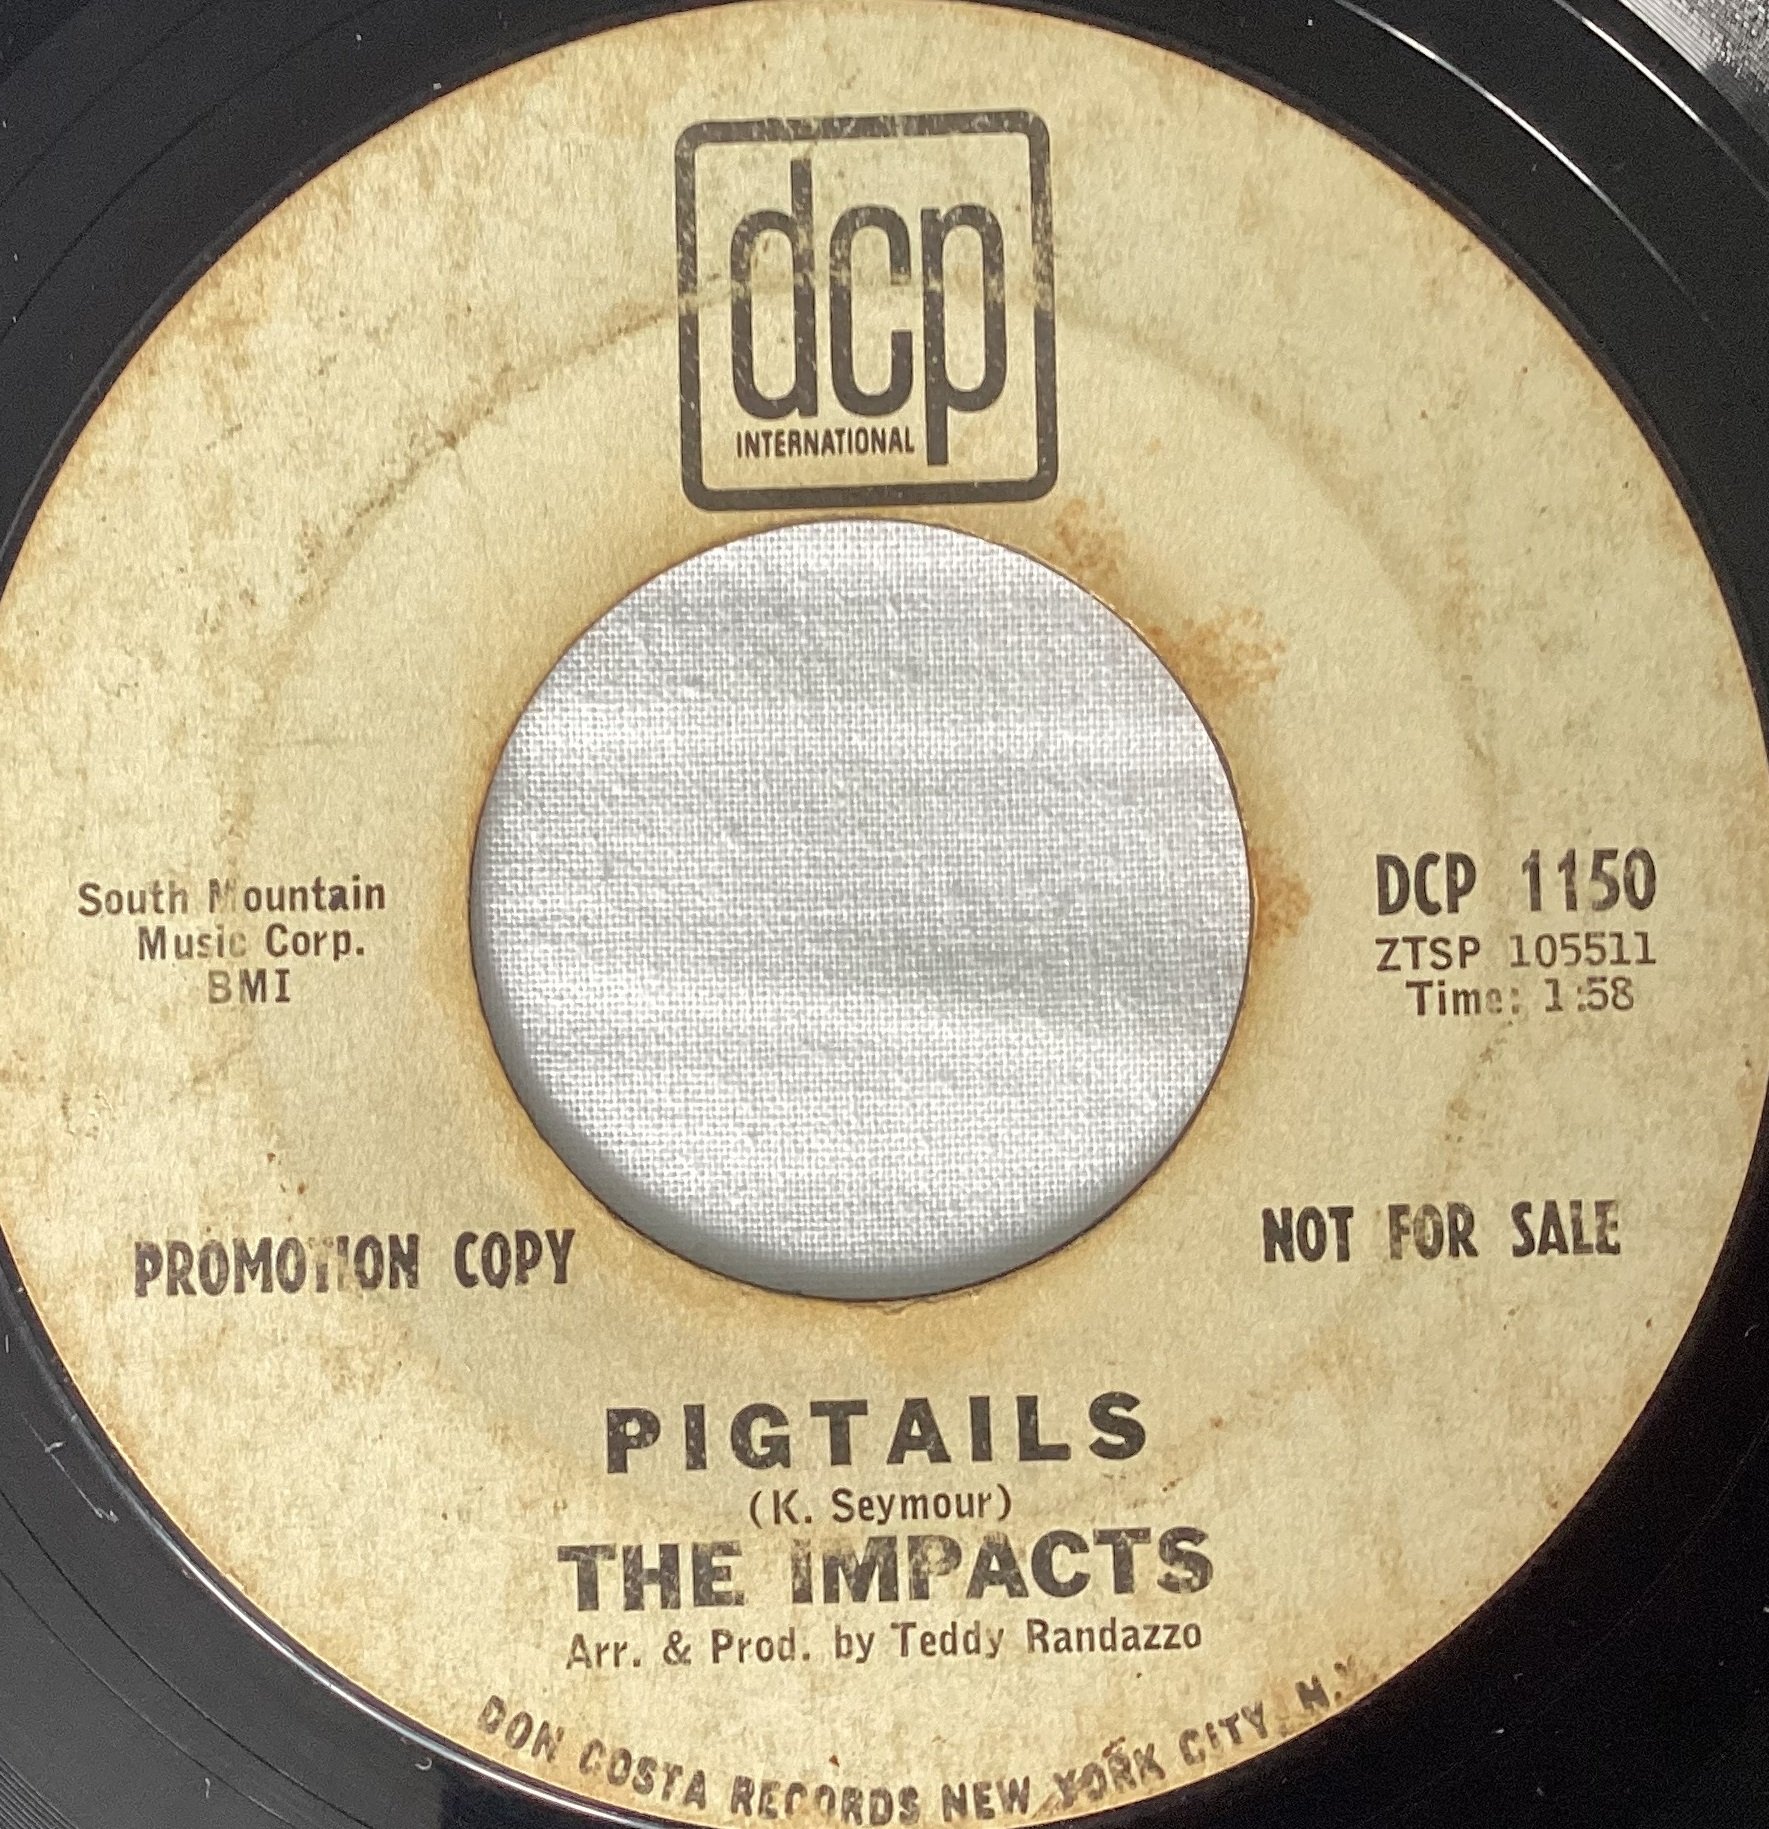 dcp
INTERNATIONAL
South Mountain
Music Corp.
BMI
DCP 1150
ZTSP 105511
Time: 1:58
PROMOTION COPY
NOT FOR SALE
PIGTAILS
(K. Seymour)
THE IMPACTS
Arr. & Prod. by Teddy Randazzo
DON COSTA RECORDS NEW YORK CITY, N.Y.